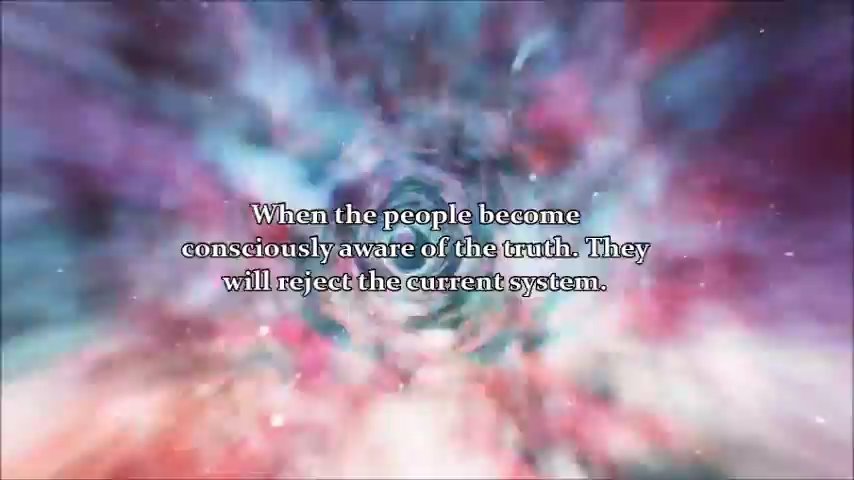 When the people become
consciously aware of the truth. They
will reject the current system.